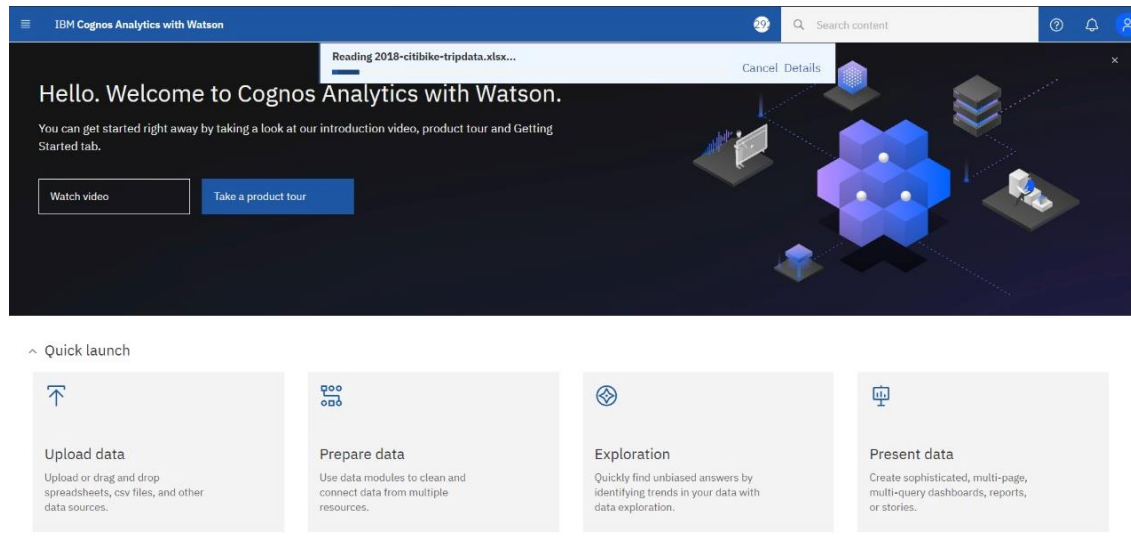 IBM Cognos Analytics with Watson
29
Search content
Reading 2018-citibike-tripdata.xlsx...
Cancel Details
Hello. Welcome to Cognos Analytics with Watson.
You can get started right away by taking a look at our introduction video, product tour and Getting
Started tab.
Watch video
Take a product tour
Quick launch
Upload data
Upload or drag and drop
spreadsheets, csv files, and other
data sources.
Prepare data
Use data modules to clean and
connect data from multiple
resources.
Exploration
Quickly find unbiased answers by
identifying trends in your data with
data exploration.
Present data
Create sophisticated, multi-page,
multi-query dashboards, reports,
or stories.